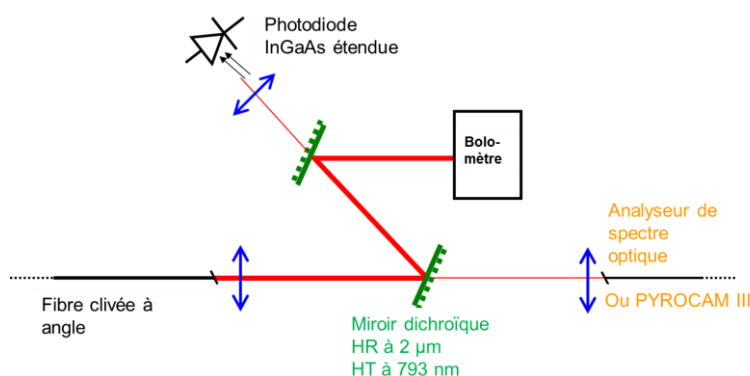 Photodiode
InGaAs étendue
Bolo-
mètre
Analyseur de
spectre
optique
Ou PYROCAM III
Fibre clivée à
angle
Miroir dichroïque
HR à 2 µm
HT à 793 nm